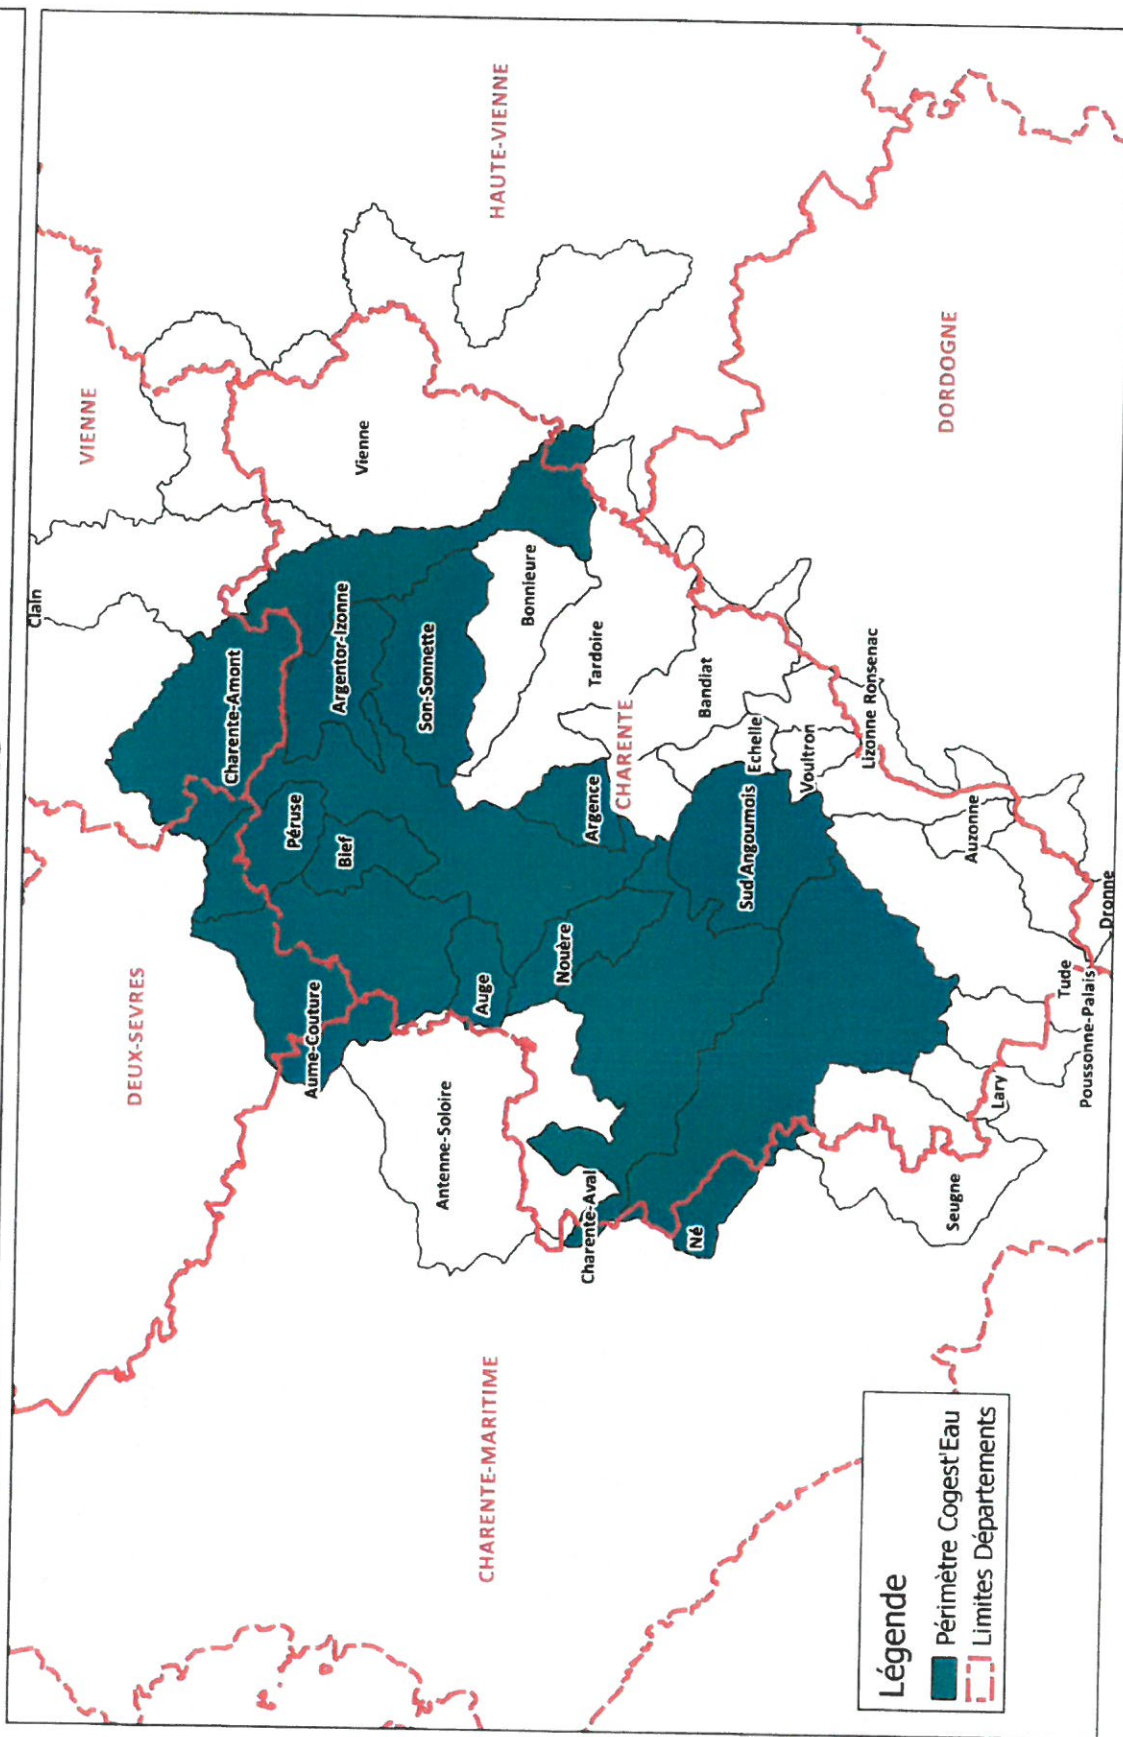 VIENNE
Clain
HAUTE-VIENNE
DEUX-SEVRES
Vienne
Charente-Amont
Argentor-Izonne
Péruse
Bief
Son-Sonnette
Aume-Couture
Bonnieure
Auge
Antenne-Soloire
Tardoire
Argence
Nouère
CHARENTE
CHARENTE-MARITIME
Charente-Aval
Bandiat
Echelle
Sud Angoumois
Né
Voultron
Lizonne Ronsenac
DORDOGNE
Auzonne
Seugne
Lary
Tude
Poussonne-Palais
Dronne
Légende
Périmètre Cogest'Eau
Limites Départements